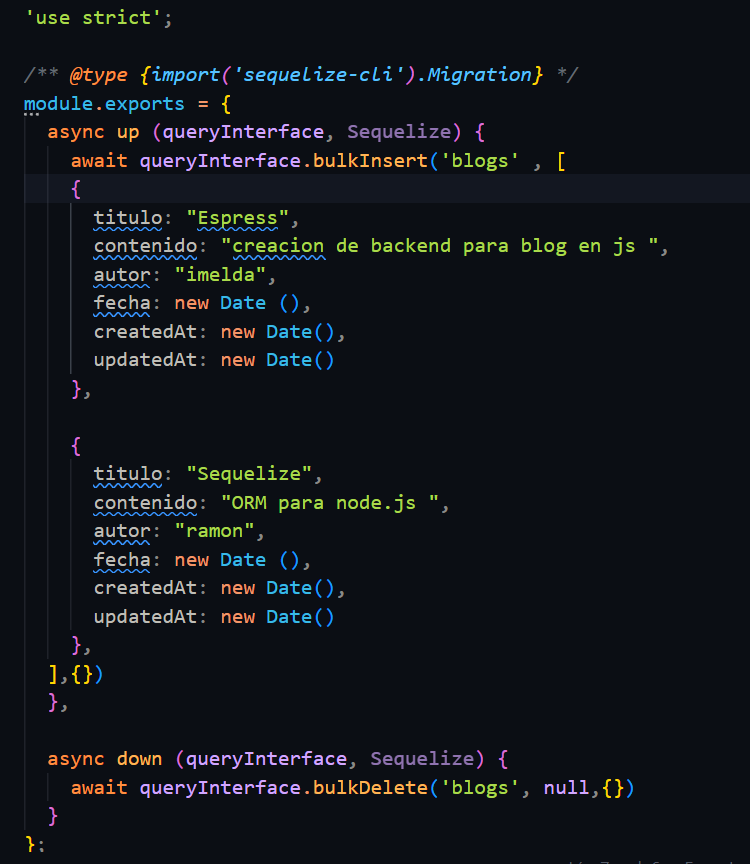 'use strict';
/** @type {import('sequelize-cli').Migration} */
module.exports = {
async up (queryInterface, Sequelize) {
await queryInterface.bulkInsert('blogs' , [
{
titulo: "Espress",
contenido: "creacion de backend para blog en js ",
autor: "imelda",
fecha: new Date (),
createdAt: new Date(),
updatedAt: new Date()
},
{
titulo: "Sequelize",
contenido: "ORM para node.js ",
autor: "ramon",
fecha: new Date (),
createdAt: new Date(),
updatedAt: new Date()
},
],{})
},
async down (queryInterface, Sequelize) {
await queryInterface.bulkDelete('blogs', null,{})
}
};